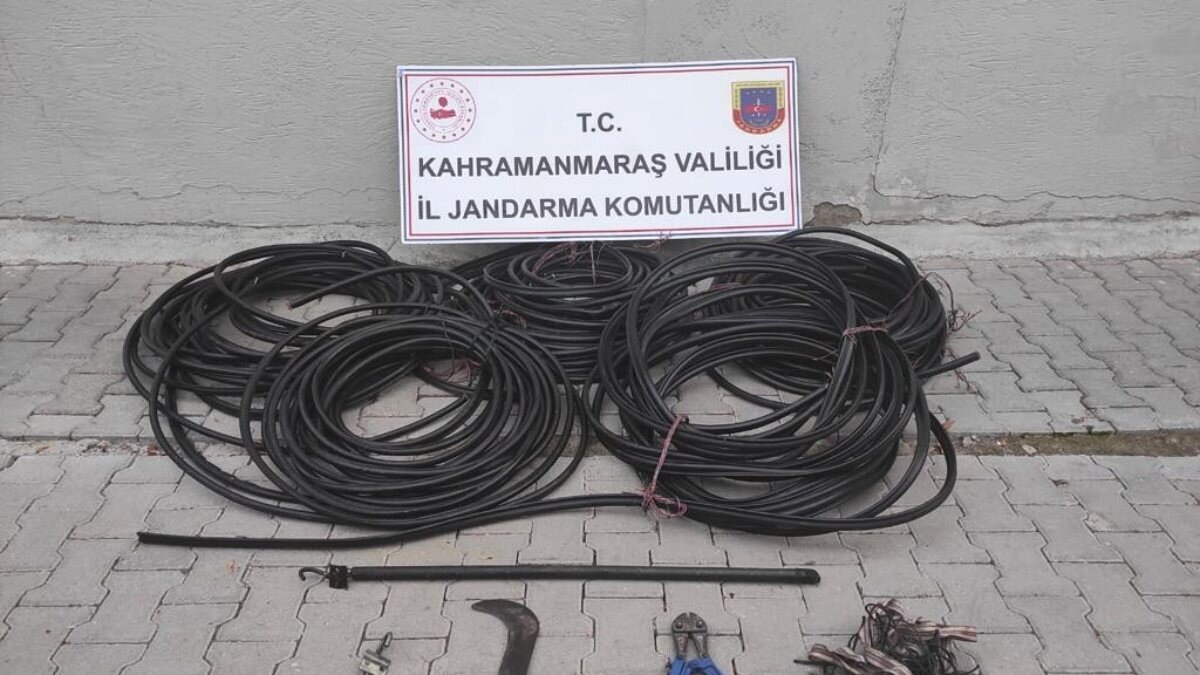 T.C.
KAHRAMANMARAŞ VALİLİĞİ
İL JANDARMA KOMUTANLIĞI